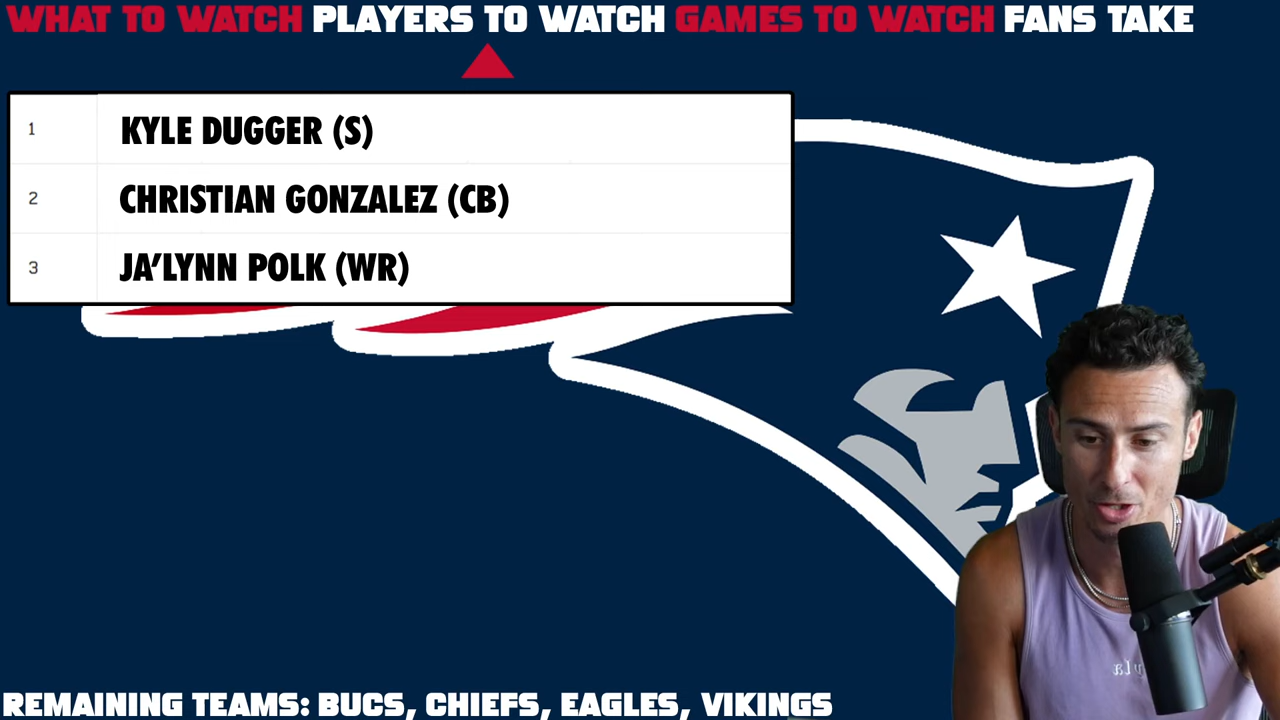 WHAT TO WATCH PLAYERS TO WATCH GAMES TO WATCH FANS TAKE
1 KYLE DUGGER (S)
2 CHRISTIAN GONZALEZ (CB)
3 JA'LYNN POLK (WR)
REMAINING TEAMS: BUCS, CHIEFS, EAGLES, VIKINGS